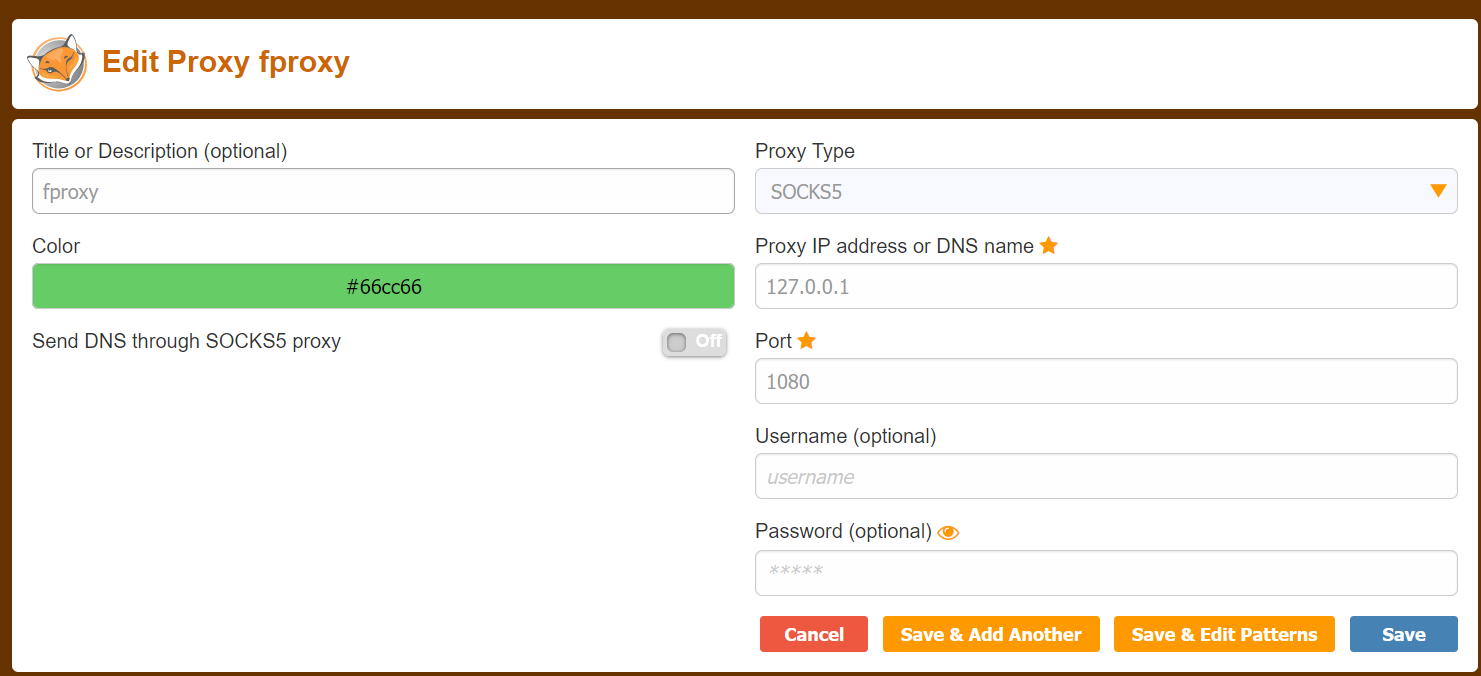 Edit Proxy fproxy
Title or Description (optional)
fproxy
Color
#66cc66
Send DNS through SOCKS5 proxy
Off
Proxy Type
SOCKS5
Proxy IP address or DNS name
127.0.0.1
Port
1080
Username (optional)
username
Password (optional)
*****
Cancel
Save & Add Another
Save & Edit Patterns
Save